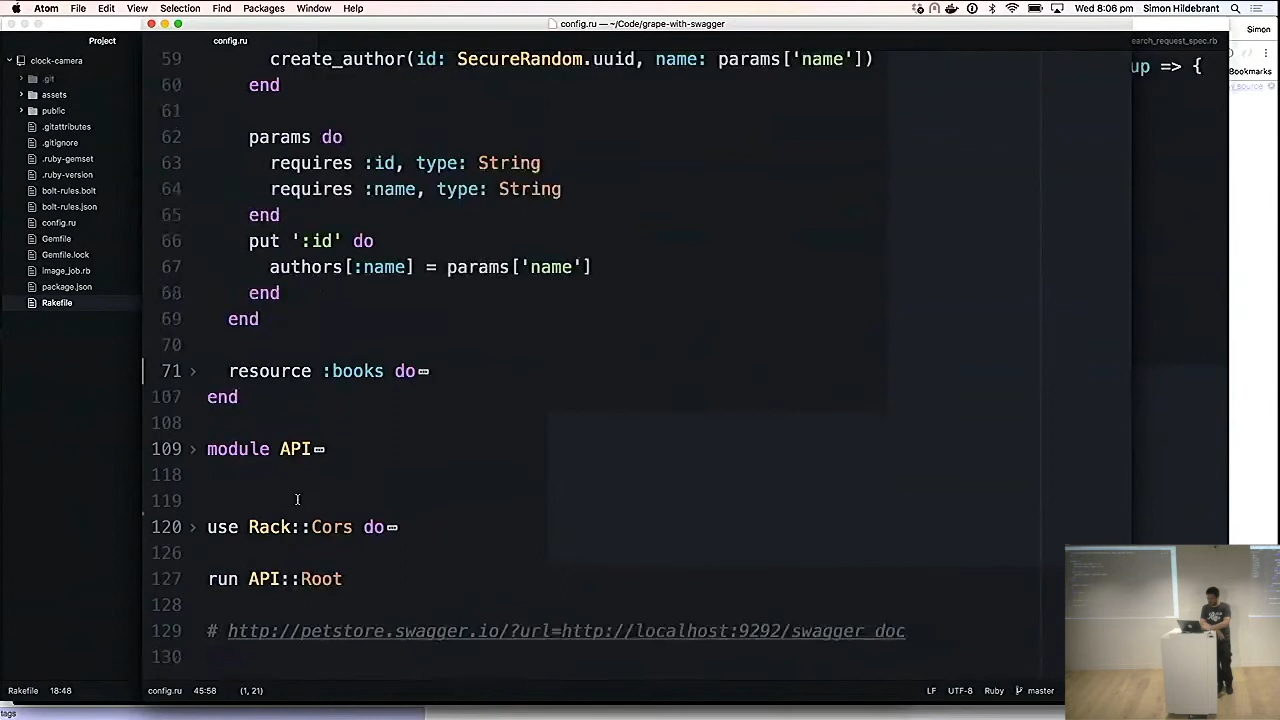 Atom File Edit View Selection Find Packages Window Help
Wed 8:06 pm Simon Hildebrant
config.ru — ~/Code/grape-with-swagger
Simon
Project
config.ru
earch_request_spec.rb
clock-camera
.git
assets
public
.gitattributes
.gitignore
.ruby-gemset
.ruby-version
bolt-rules.bolt
bolt-rules.json
config.ru
Gemfile
Gemfile.lock
image_job.rb
package.json
Rakefile
59 create_author(id: SecureRandom.uuid, name: params['name'])
60 end
61
62 params do
63 requires :id, type: String
64 requires :name, type: String
65 end
66 put ':id' do
67 authors[:name] = params['name']
68 end
69 end
70
71 resource :books do
107 end
108
109 module API
118
119
120 use Rack::Cors do
126
127 run API::Root
128
129 # http://petstore.swagger.io/?url=http://localhost:9292/swagger_doc
130
up => {
Bookmarks
Rakefile 18:48
config.ru 45:58 (1, 21)
LF UTF-8 Ruby master
tags